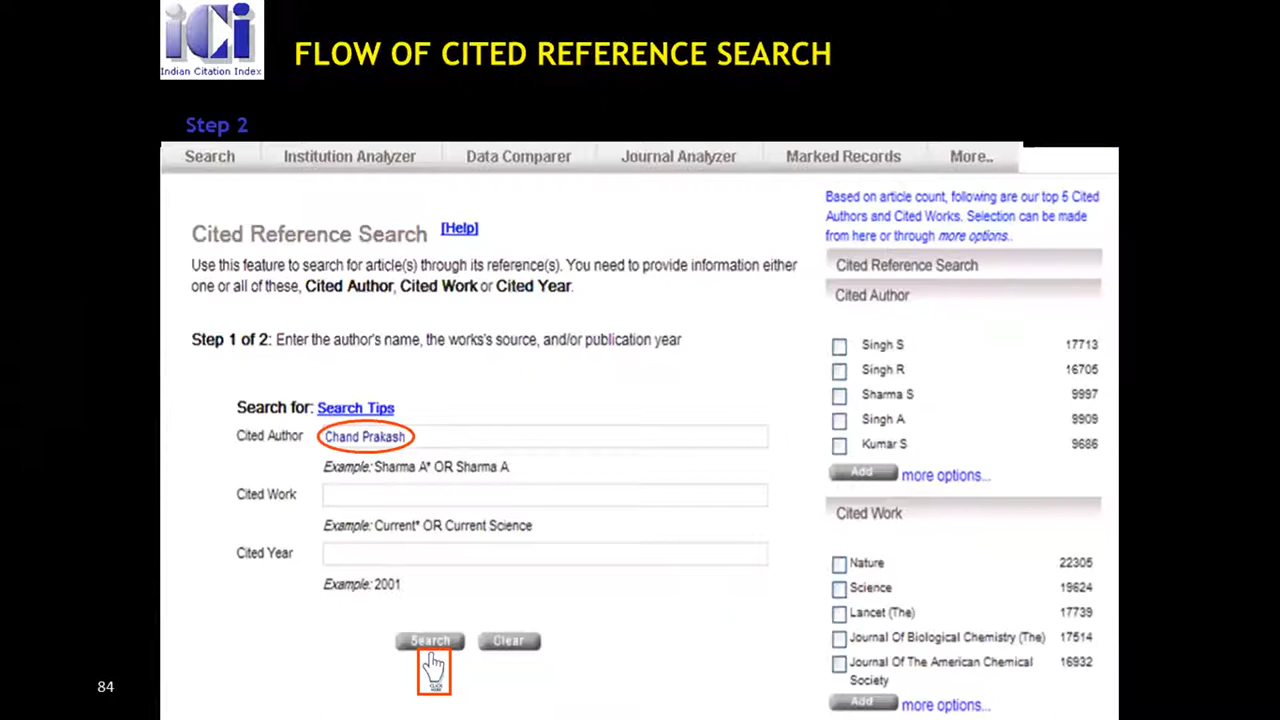 iCi
Indian Citation Index
FLOW OF CITED REFERENCE SEARCH
Step 2
Search
Institution Analyzer
Data Comparer
Journal Analyzer
Marked Records
More..
Cited Reference Search [Help]
Use this feature to search for article(s) through its reference(s). You need to provide information either
one or all of these, Cited Author, Cited Work or Cited Year.
Step 1 of 2: Enter the author's name, the works's source, and/or publication year
Search for: Search Tips
Cited Author Chand Prakash
Example: Sharma A* OR Sharma A
Cited Work
Example: Current* OR Current Science
Cited Year
Example: 2001
Search Clear
CLICK
HERE
Based on article count, following are our top 5 Cited
Authors and Cited Works. Selection can be made
from here or through more options..
Cited Reference Search
Cited Author
Singh S 17713
Singh R 16705
Sharma S 9997
Singh A 9909
Kumar S 9686
Add more options...
Cited Work
Nature 22305
Science 19624
Lancet (The) 17739
Journal Of Biological Chemistry (The) 17514
Journal Of The American Chemical 16932
Society
Add more options...
84